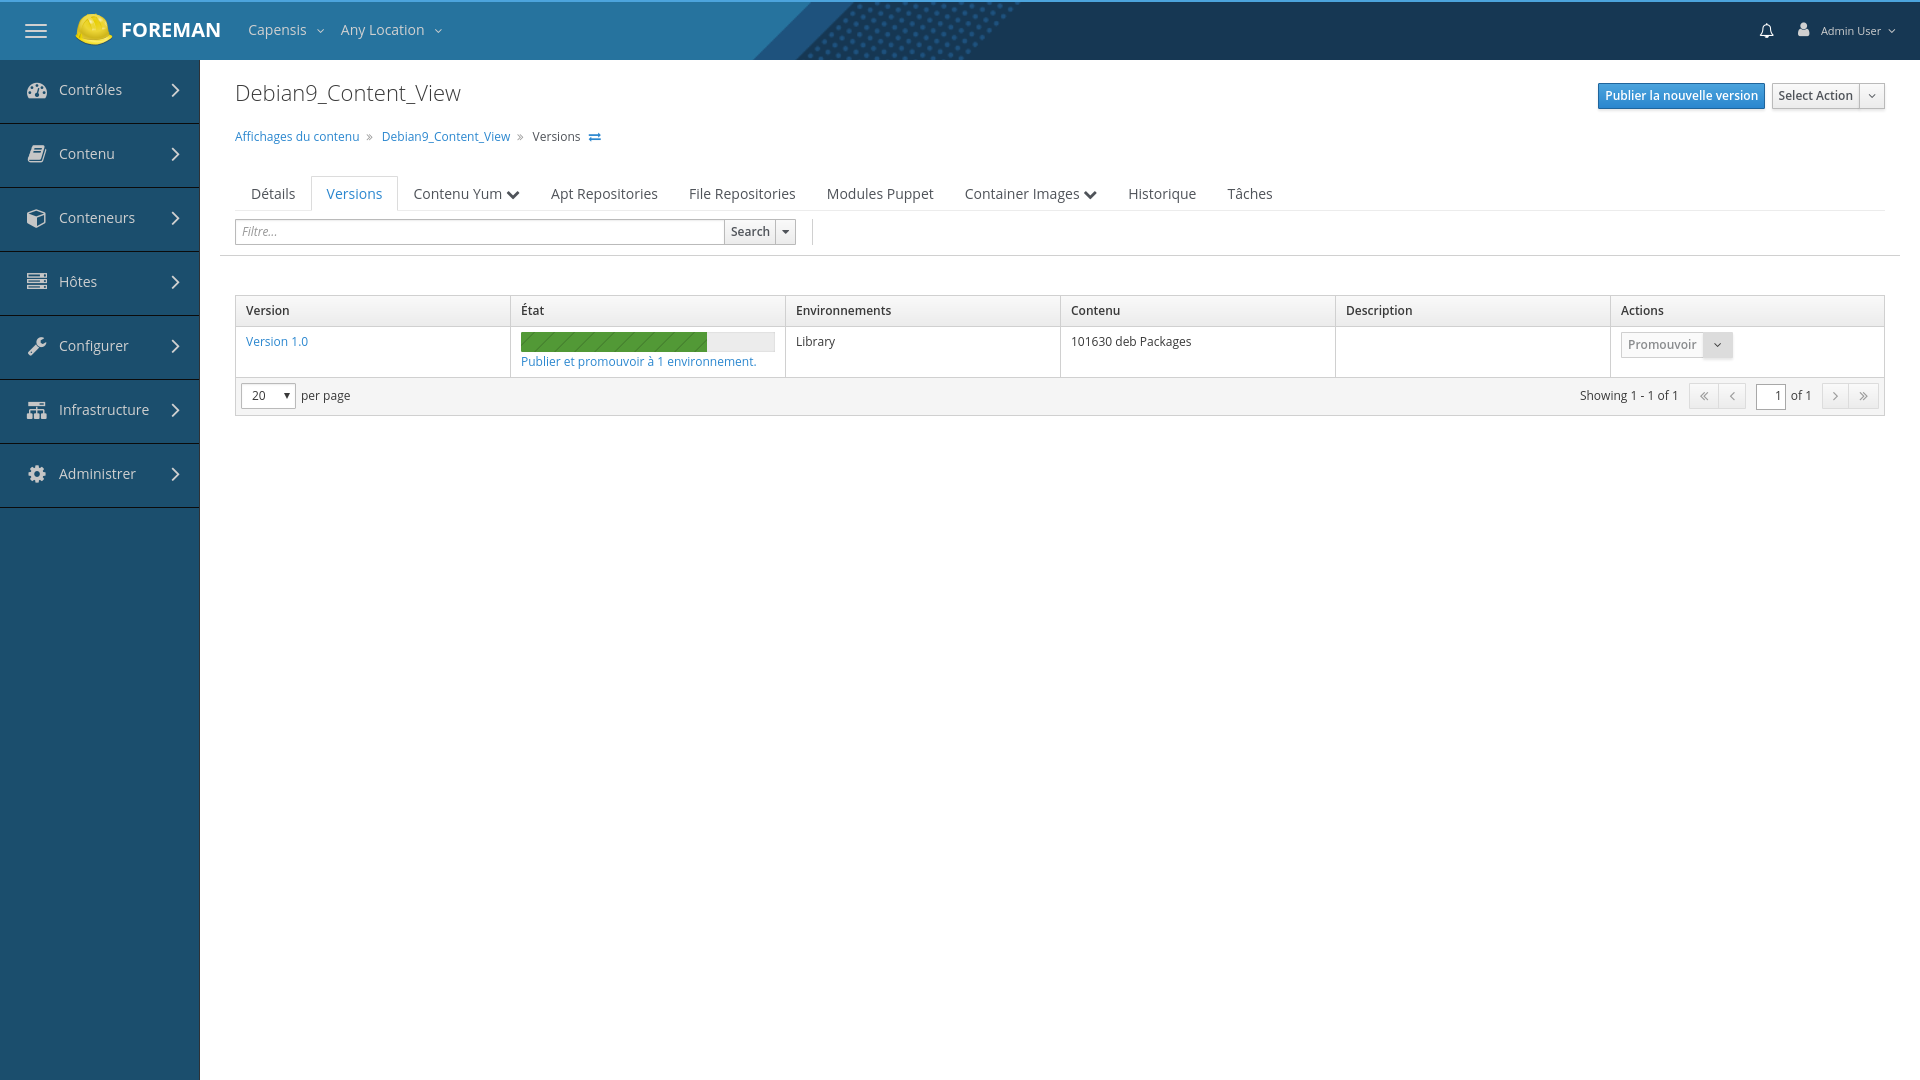 FOREMAN Capensis Any Location Admin User
Contrôles
Contenu
Conteneurs
Hôtes
Configurer
Infrastructure
Administrer
Debian9_Content_View
Publier la nouvelle version Select Action
Affichages du contenu » Debian9_Content_View » Versions
Détails Versions Contenu Yum Apt Repositories File Repositories Modules Puppet Container Images Historique Tâches
Filtre... Search
Version État Environnements Contenu Description Actions
Version 1.0 Library 101630 deb Packages Promouvoir
Publier et promouvoir à 1 environnement.
20 per page Showing 1 - 1 of 1 « ‹ 1 of 1 › »